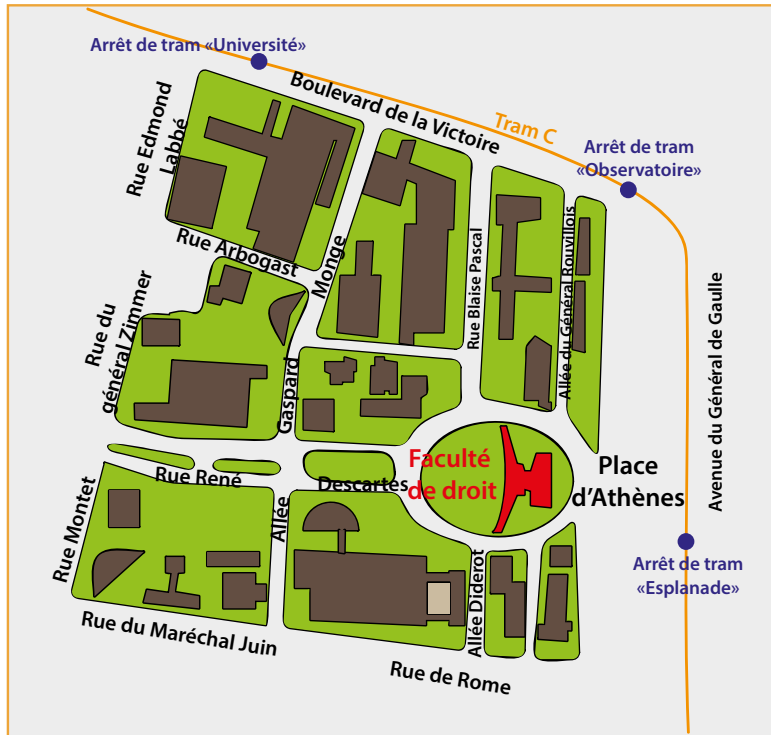 Arrêt de tram «Université»
Boulevard de la Victoire
Tram C
Arrêt de tram
«Observatoire»
Rue Edmond
Labbé
Rue Arbogast
Rue du
général Zimmer
Allée Gaspard Monge
Rue Blaise Pascal
Allée du Général Rouvillois
Avenue du Général de Gaulle
Faculté
de droit
Place
d'Athènes
Rue René Descartes
Rue Montet
Allée Diderot
Arrêt de tram
«Esplanade»
Rue du Maréchal Juin
Rue de Rome